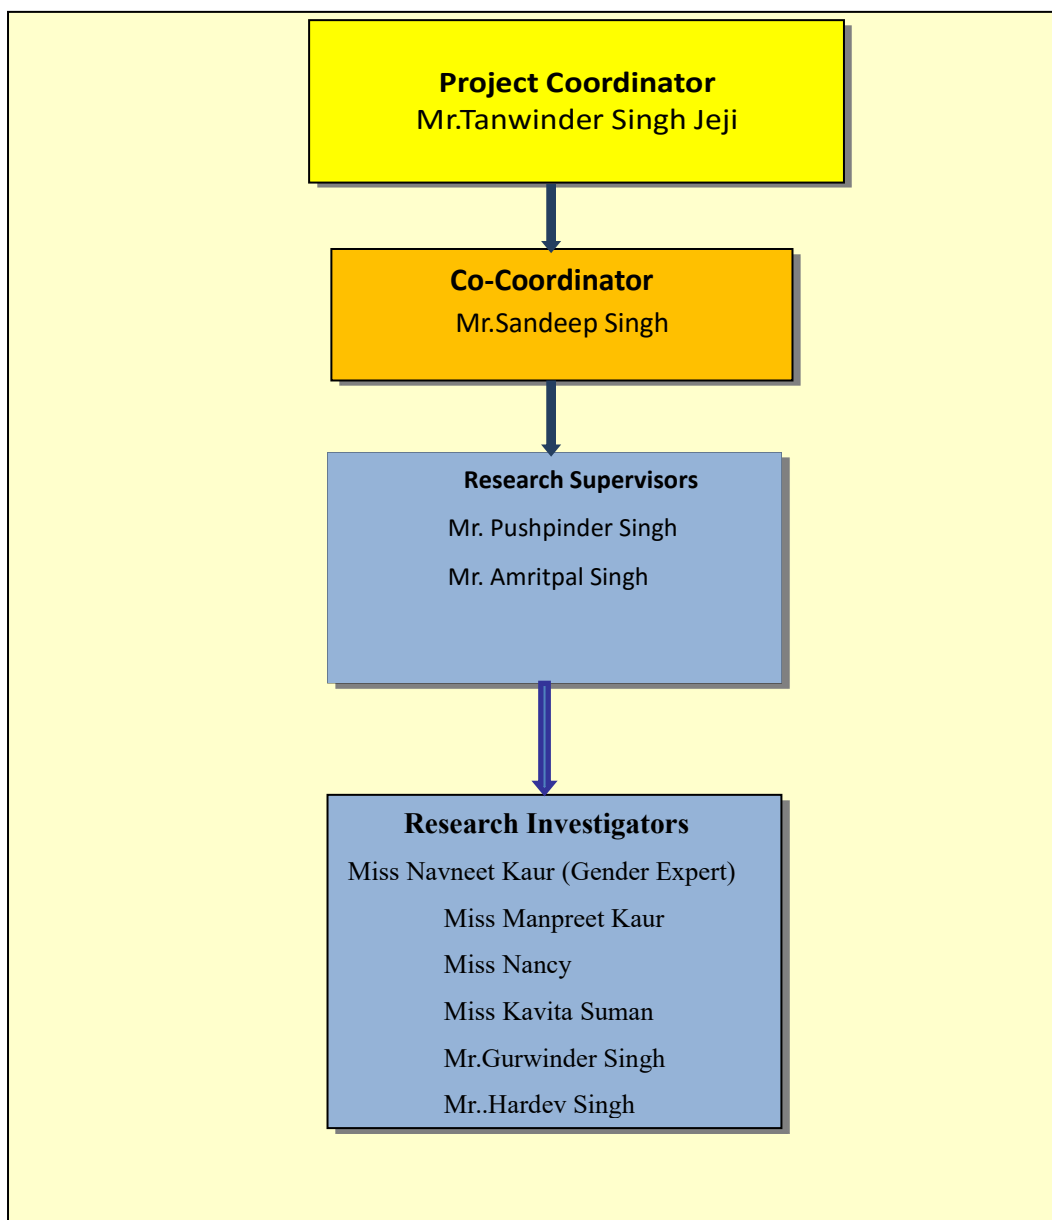 Project Coordinator
Mr.Tanwinder Singh Jeji
Co-Coordinator
Mr.Sandeep Singh
Research Supervisors
Mr. Pushpinder Singh
Mr. Amritpal Singh
Research Investigators
Miss Navneet Kaur (Gender Expert)
Miss Manpreet Kaur
Miss Nancy
Miss Kavita Suman
Mr.Gurwinder Singh
Mr..Hardev Singh